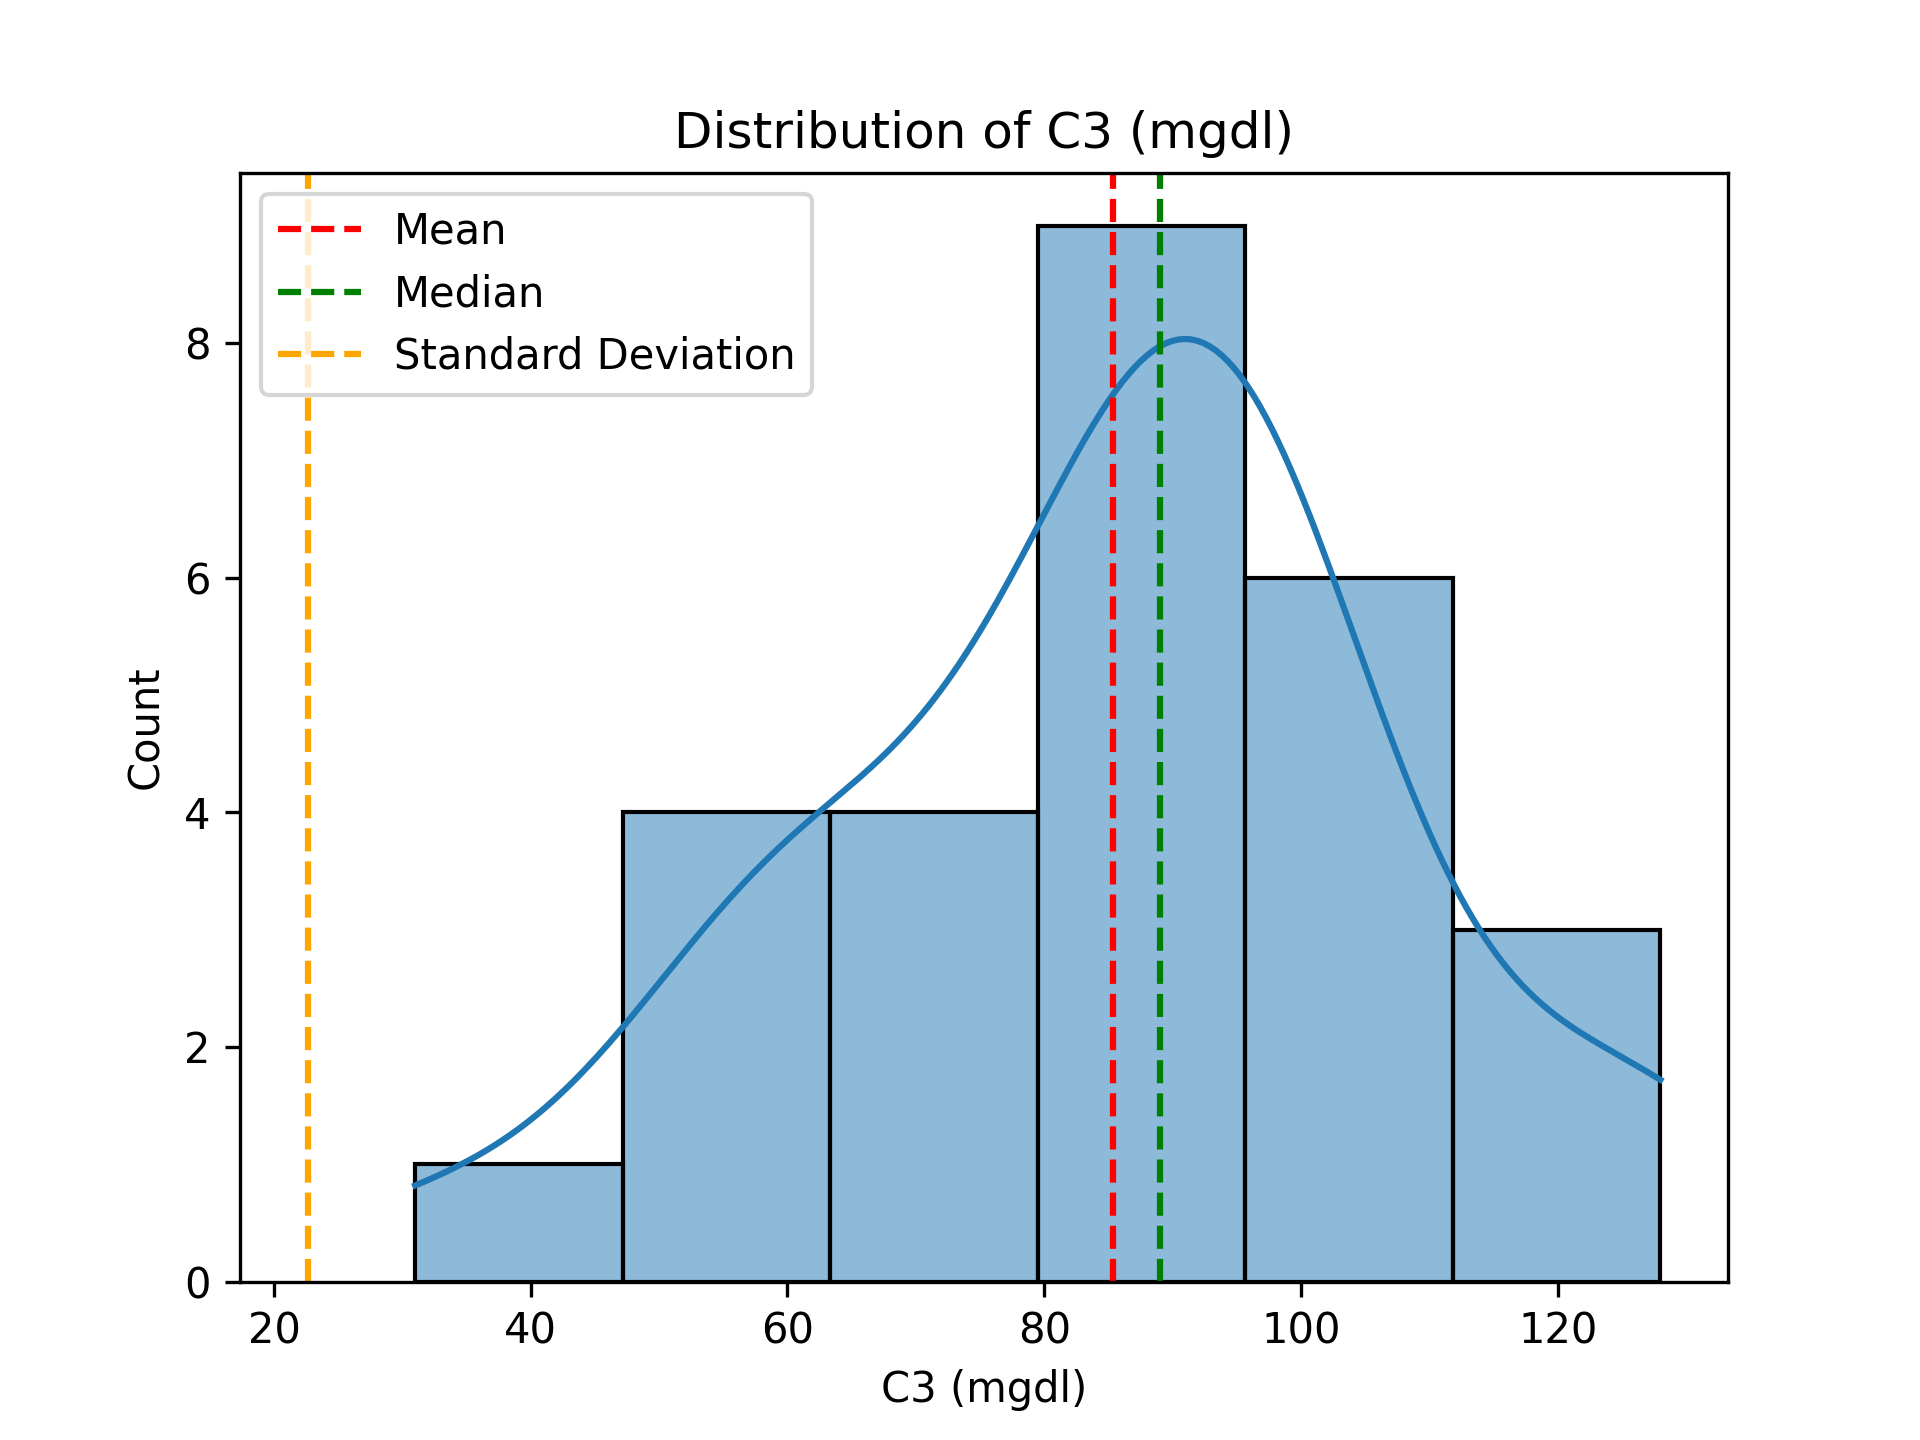 Distribution of C3 (mgdl)
Mean
Median
Standard Deviation
8
6
4
2
0
Count
20 40 60 80 100 120
C3 (mgdl)